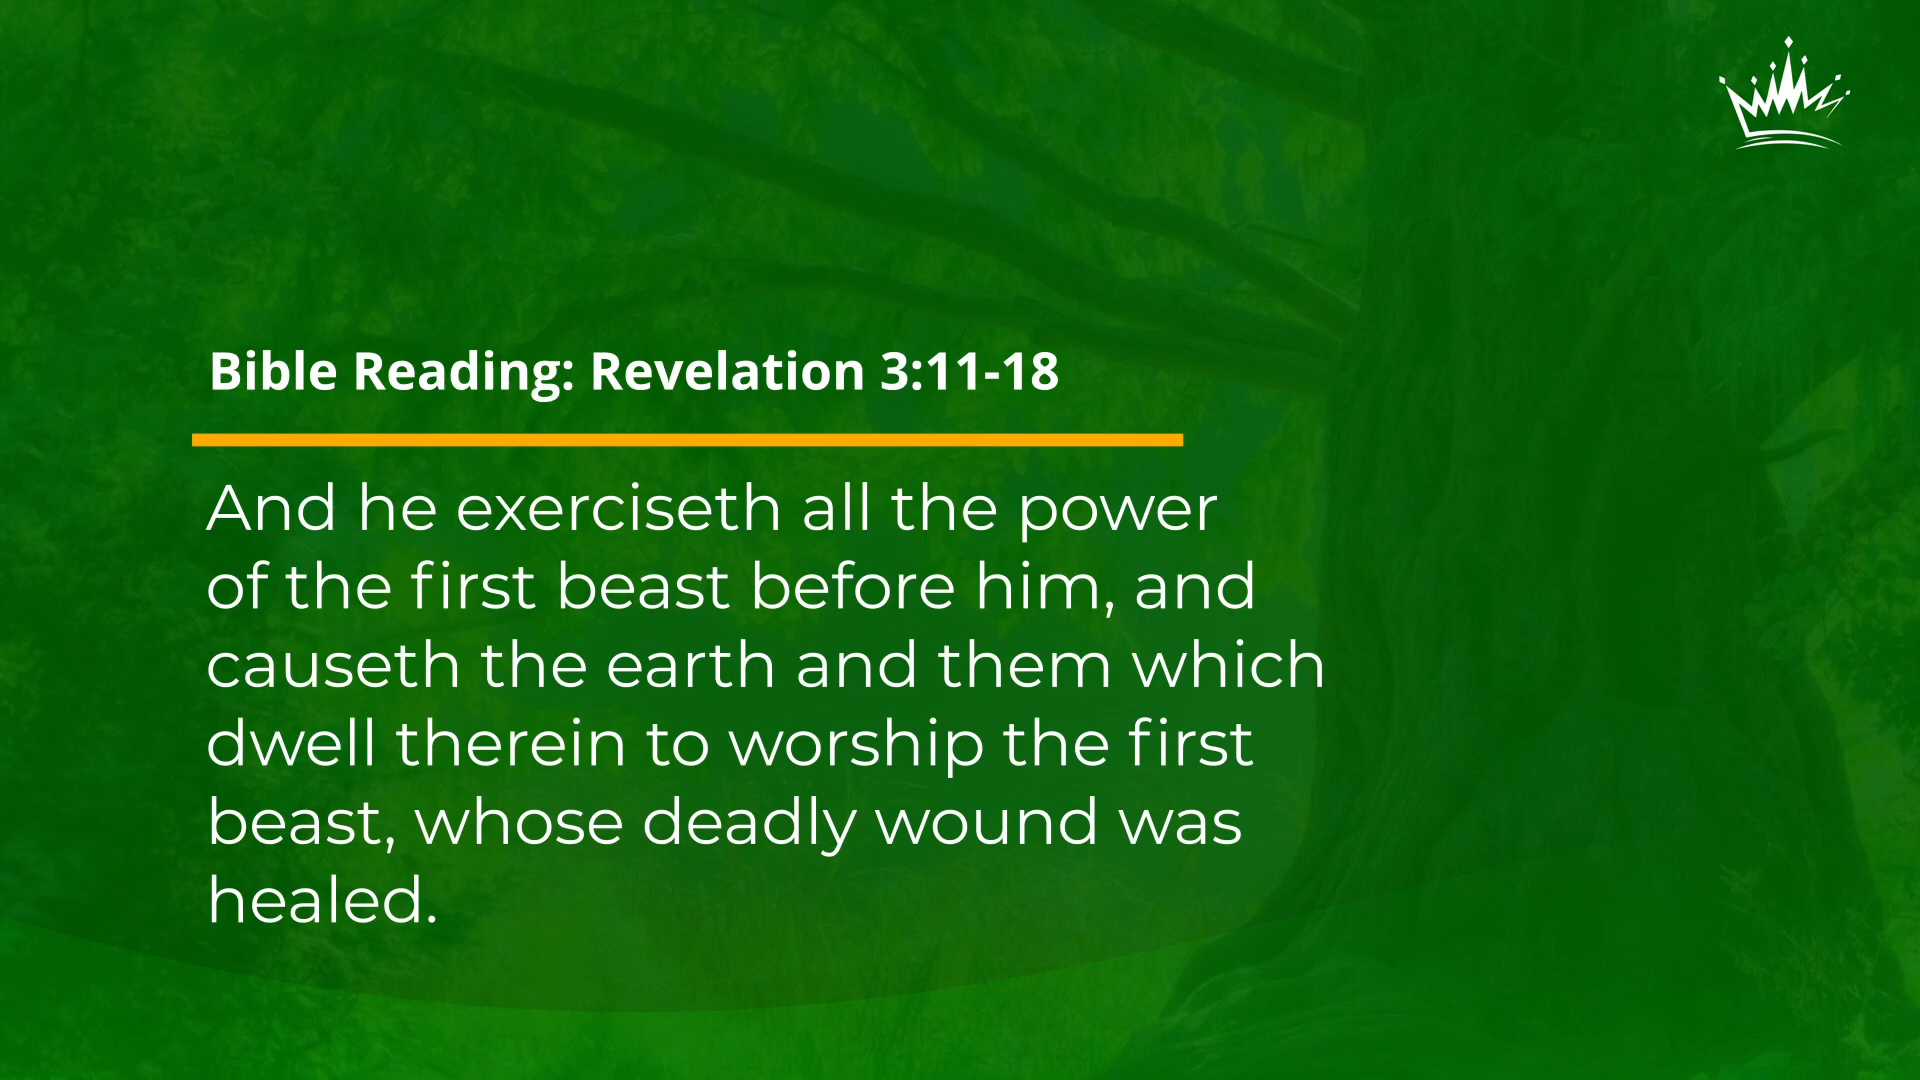 Bible Reading: Revelation 3:11-18
And he exerciseth all the power
of the first beast before him, and
causeth the earth and them which
dwell therein to worship the first
beast, whose deadly wound was
healed.